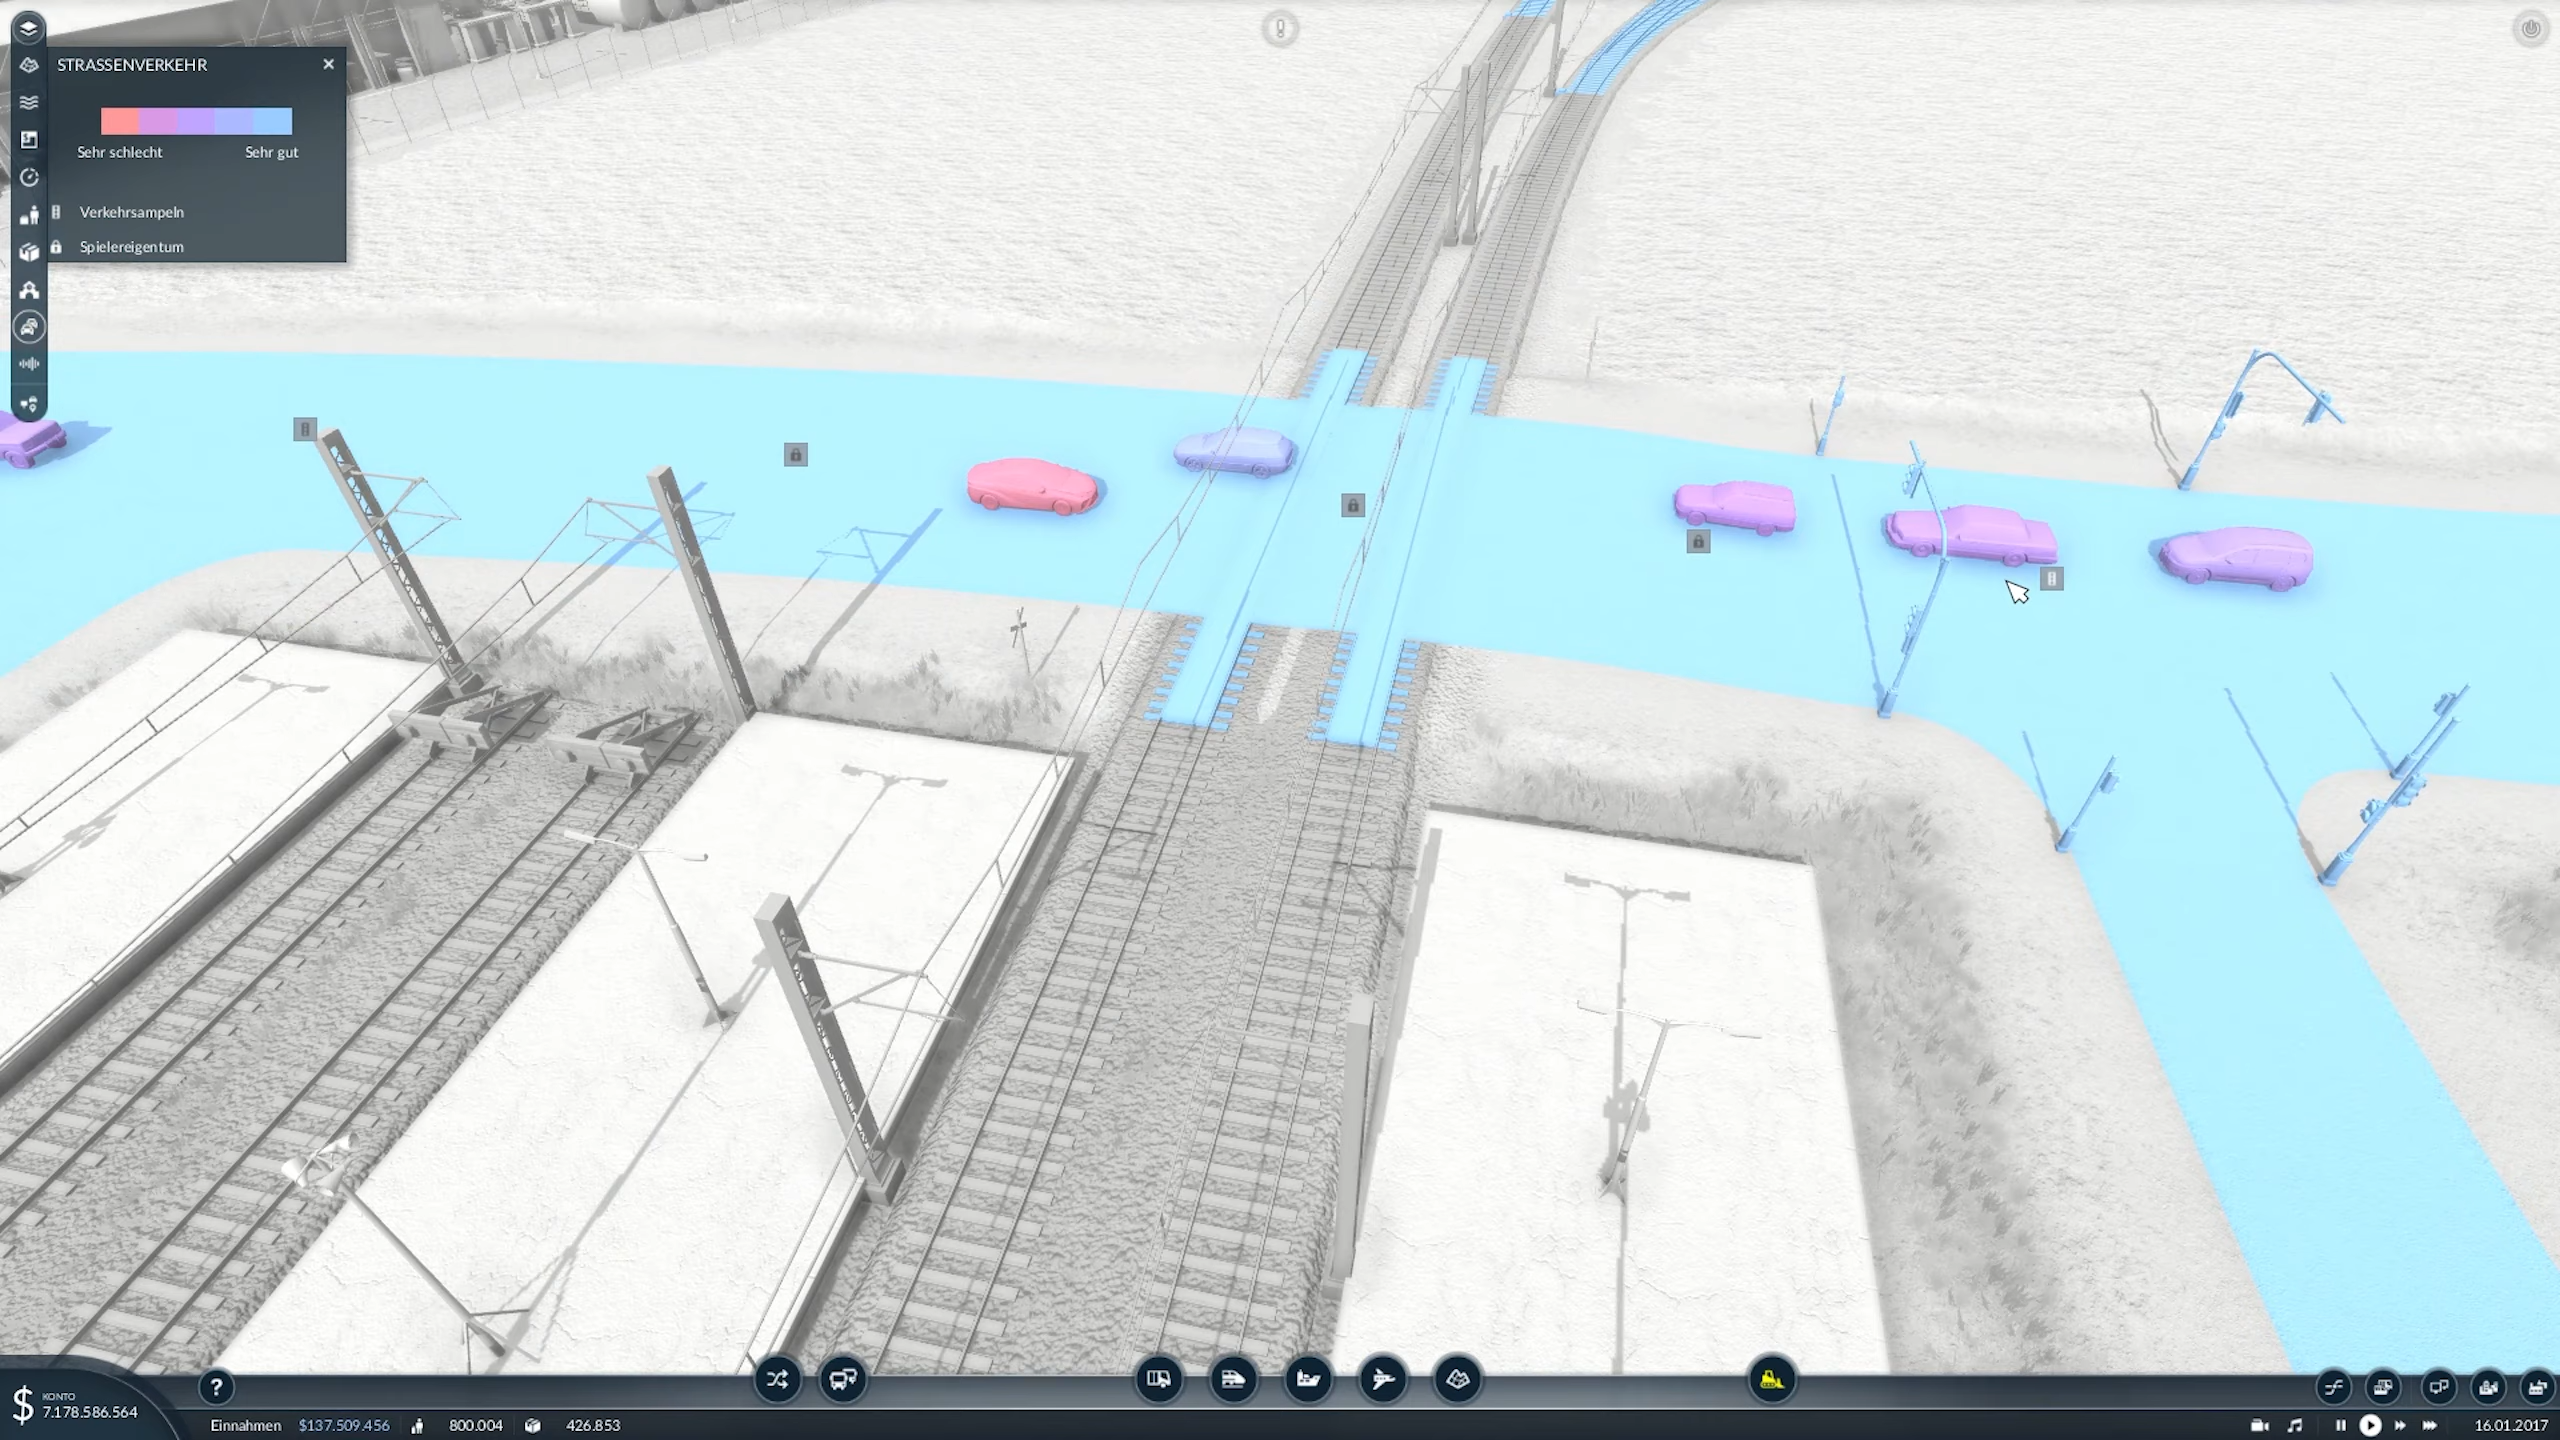 STRASSENVERKEHR
Sehr schlecht Sehr gut
Verkehrsampeln
Spielereigentum
?
$ KONTO
7.178.586.564
Einnahmen $137.509.456 800.004 426.853
16.01.2017